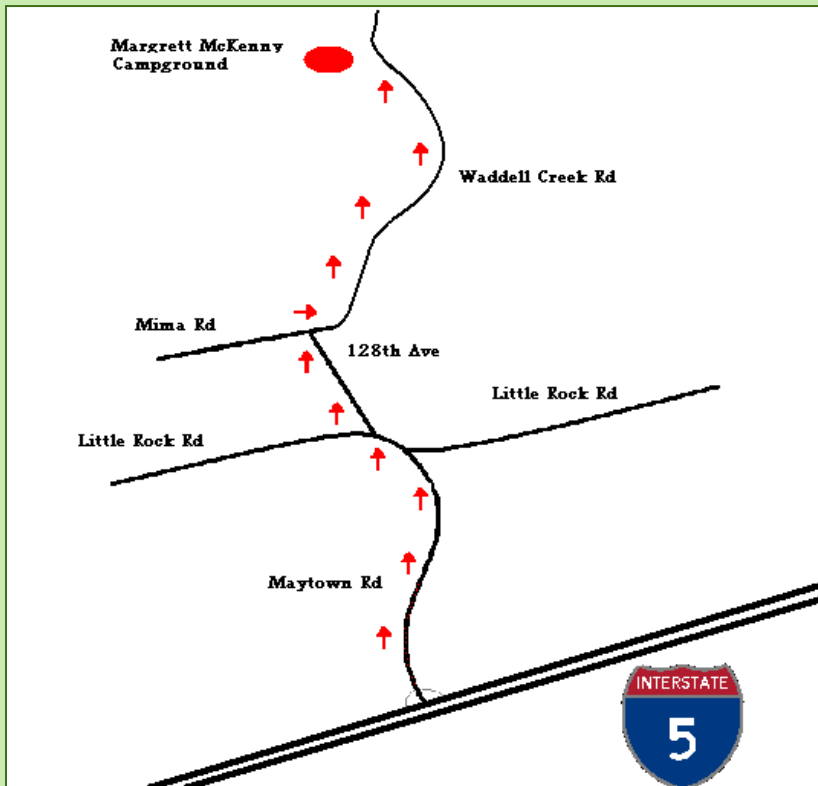 Margrett McKenny
Campground
Waddell Creek Rd
Mima Rd
128th Ave
Little Rock Rd
Little Rock Rd
Maytown Rd
INTERSTATE
5